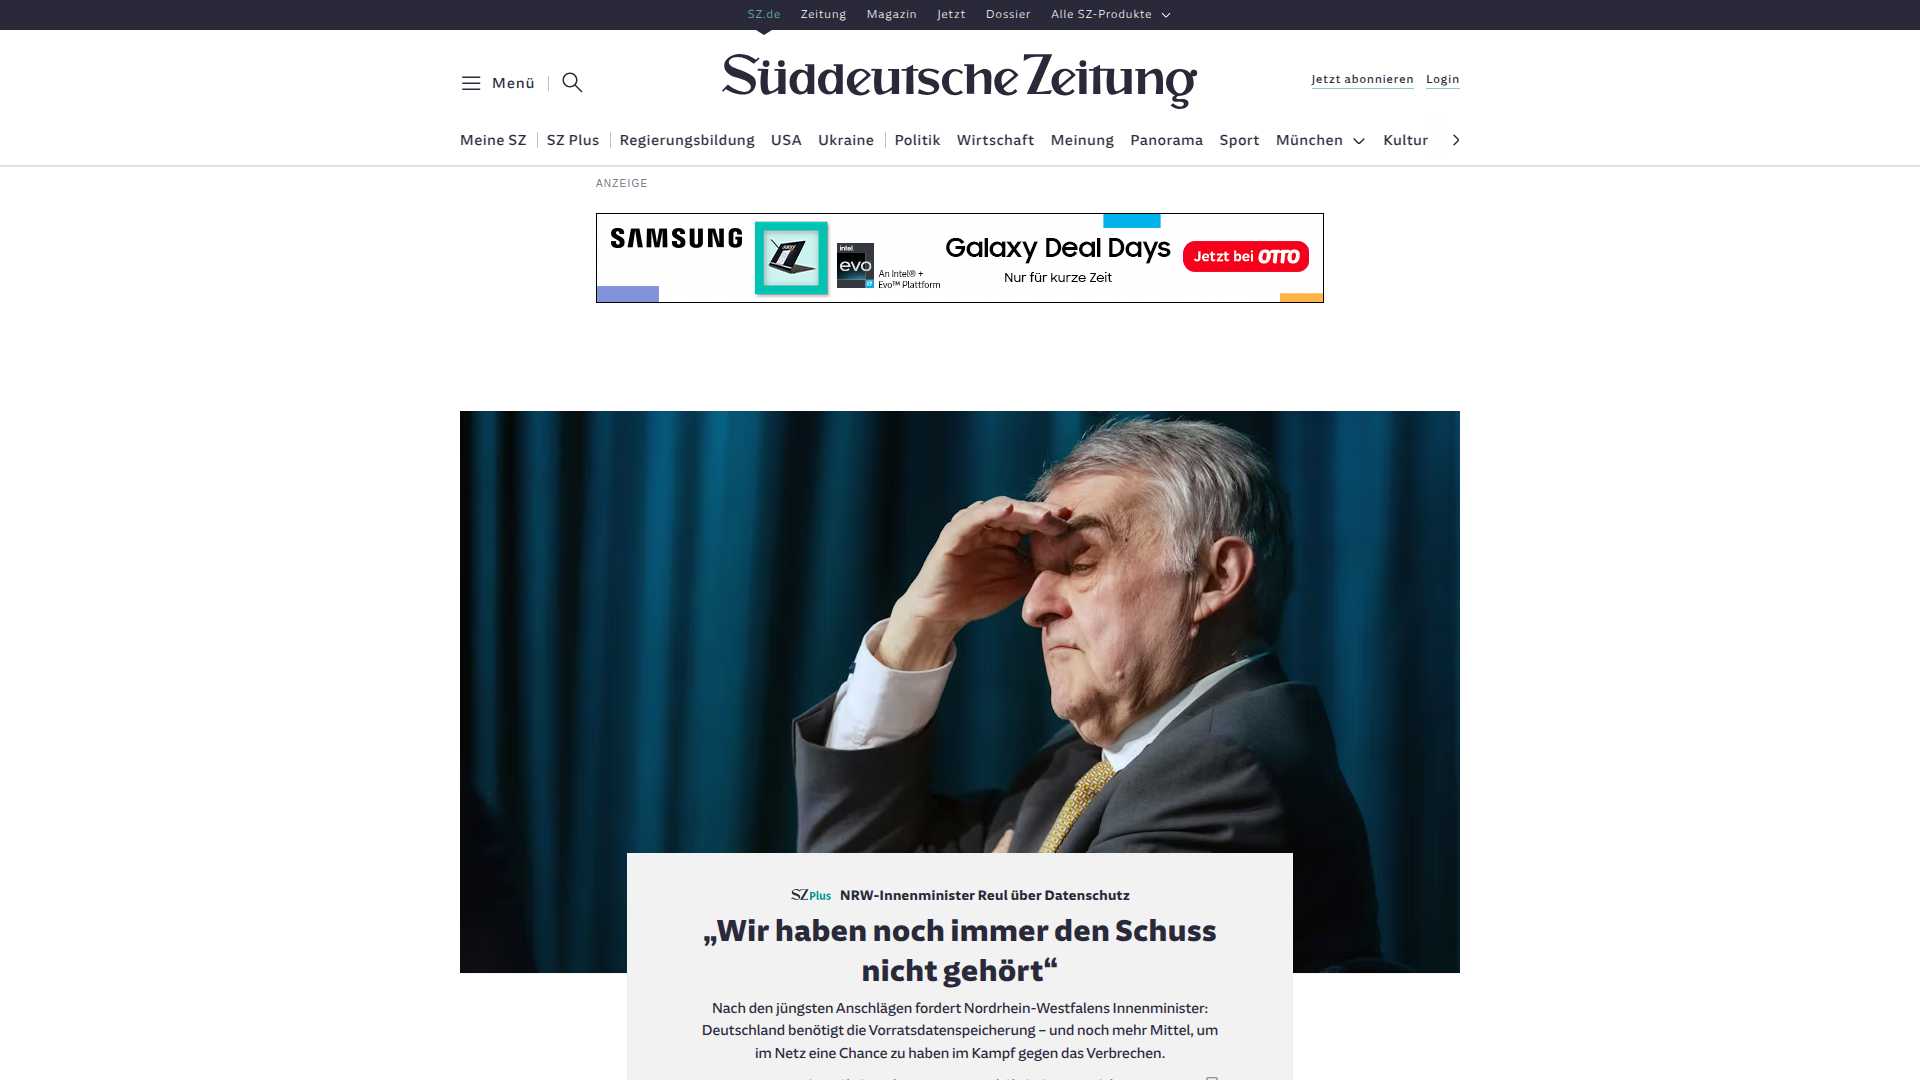 SZ.de Zeitung Magazin Jetzt Dossier Alle SZ-Produkte
Menü
Süddeutsche Zeitung
Jetzt abonnieren Login
Meine SZ SZ Plus Regierungsbildung USA Ukraine Politik Wirtschaft Meinung Panorama Sport München Kultur
ANZEIGE
SAMSUNG
intel
evo
i7
An Intel® +
Evo™ Plattform
Galaxy Deal Days
Nur für kurze Zeit
Jetzt bei OTTO
SZ Plus NRW-Innenminister Reul über Datenschutz
„Wir haben noch immer den Schuss
nicht gehört“
Nach den jüngsten Anschlägen fordert Nordrhein-Westfalens Innenminister:
Deutschland benötigt die Vorratsdatenspeicherung – und noch mehr Mittel, um
im Netz eine Chance zu haben im Kampf gegen das Verbrechen.